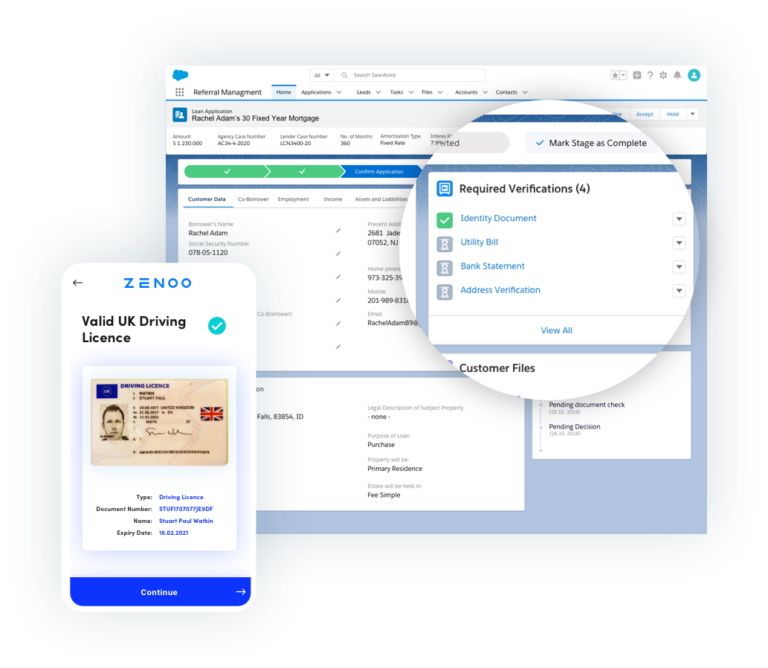 All
Search Salesforce
Referral Managment
Home
Applications
Leads
Tasks
Files
Accounts
Contacts
Loan Application
Rachel Adam's 30 Fixed Year Mortgage
Accept
Hold
Amount
$ 1.230 000
Agency Case Number
AC34-4-2020
Lender Case Number
LCN3400-20
No. of Months
360
Amortization Type
Fixed Rate
Confirm Application
Mark Stage as Complete
Customer Data
Co-Borrower
Employment
Income
Assets and Liabilities
Borrower's Name
Rachel Adam
Social Security Number
078-05-1120
2681 Jade
07052, NJ
Home phone
973-325-39
Mobile
201-989-831
Email
RachelAdam89@
Co-Borrower)
Required Verifications (4)
Identity Document
Utility Bill
Bank Statement
Address Verification
View All
Customer Files
Pending document check
(25.10. 2018)
Pending Decision
(26.10. 2018)
Falls, 83854, ID
Legal Description of Subject Property
- none -
Purpose of Loan
Purchase
Property will be:
Primary Residence
Estate will be held in:
Fee Simple
ZENOO
Valid UK Driving
Licence
UK
DRIVING LICENCE
STUART PAUL
UNITED KINGDOM
Type: Driving Licence
Document Number: STUFI707077JE9DF
Name: Stuart Paul Watkin
Expiry Date: 16.02.2021
Continue